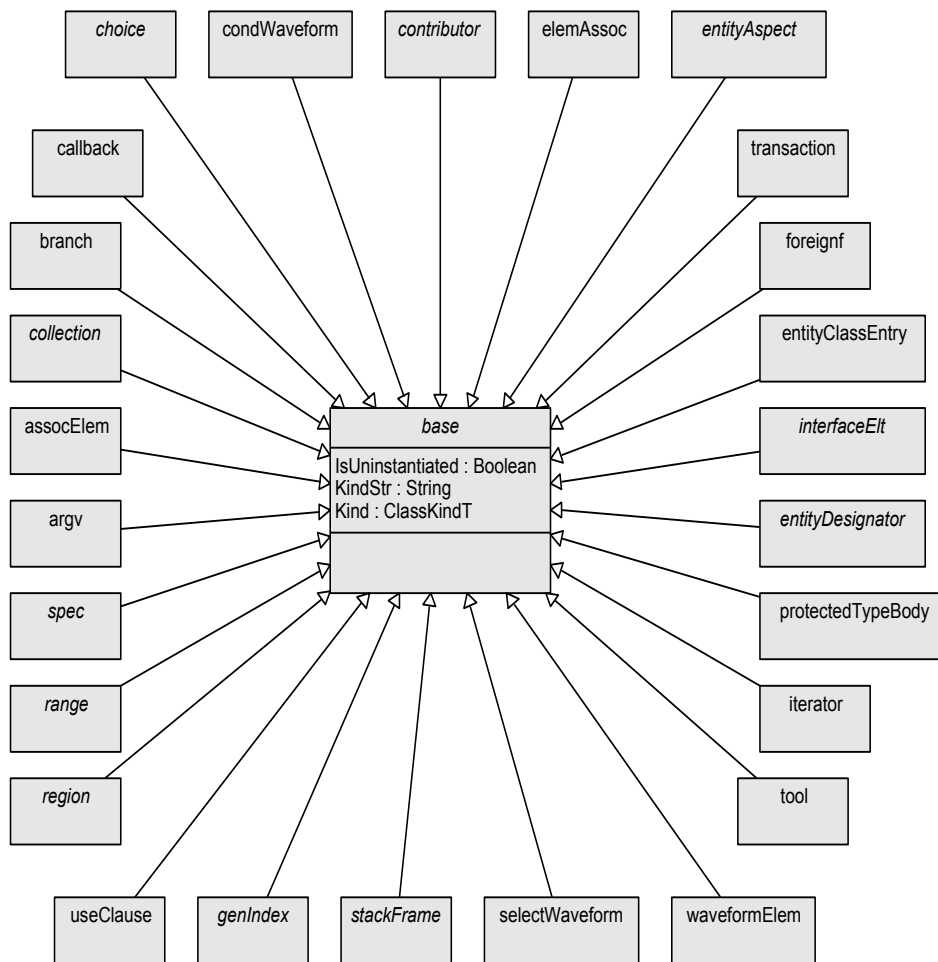 choice
condWaveform
contributor
elemAssoc
entityAspect
callback
transaction
branch
foreignf
collection
entityClassEntry
base
assocElem
interfaceElt
IsUninstantiated : Boolean
KindStr : String
Kind : ClassKindT
argv
entityDesignator
spec
protectedTypeBody
range
iterator
region
tool
useClause
genIndex
stackFrame
selectWaveform
waveformElem